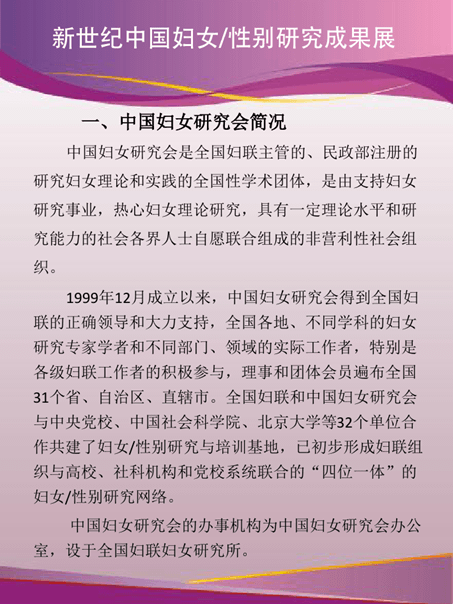 新世纪中国妇女/性别研究成果展
一、中国妇女研究会简况
中国妇女研究会是全国妇联主管的、民政部注册的
研究妇女理论和实践的全国性学术团体，是由支持妇女
研究事业，热心妇女理论研究，具有一定理论水平和研
究能力的社会各界人士自愿联合组成的非营利性社会组
织。
1999年12月成立以来，中国妇女研究会得到全国妇
联的正确领导和大力支持，全国各地、不同学科的妇女
研究专家学者和不同部门、领域的实际工作者，特别是
各级妇联工作者的积极参与，理事和团体会员遍布全国
31个省、自治区、直辖市。全国妇联和中国妇女研究会
与中央党校、中国社会科学院、北京大学等32个单位合
作共建了妇女/性别研究与培训基地，已初步形成妇联组
织与高校、社科机构和党校系统联合的“四位一体”的
妇女/性别研究网络。
中国妇女研究会的办事机构为中国妇女研究会办公
室，设于全国妇联妇女研究所。